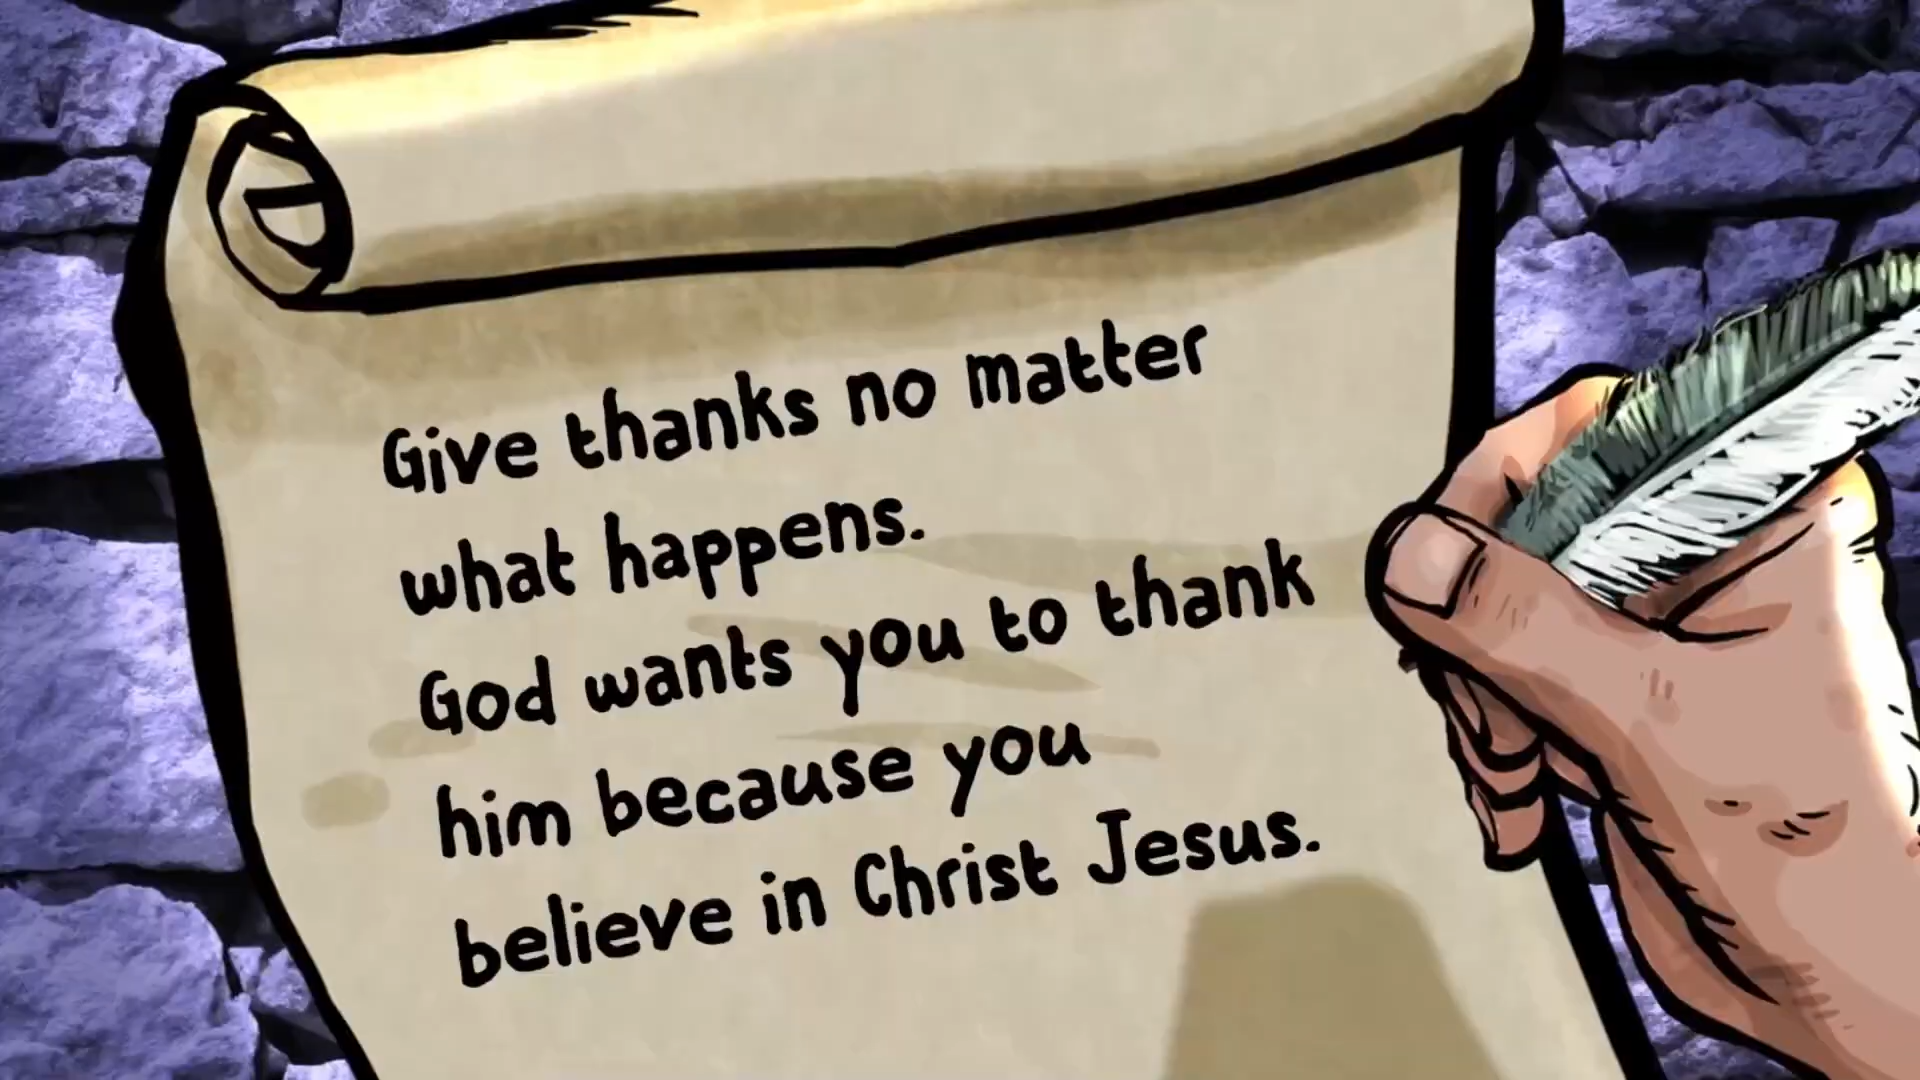 Give thanks no matter
what happens.
God wants you to thank
him because you
believe in Christ Jesus.